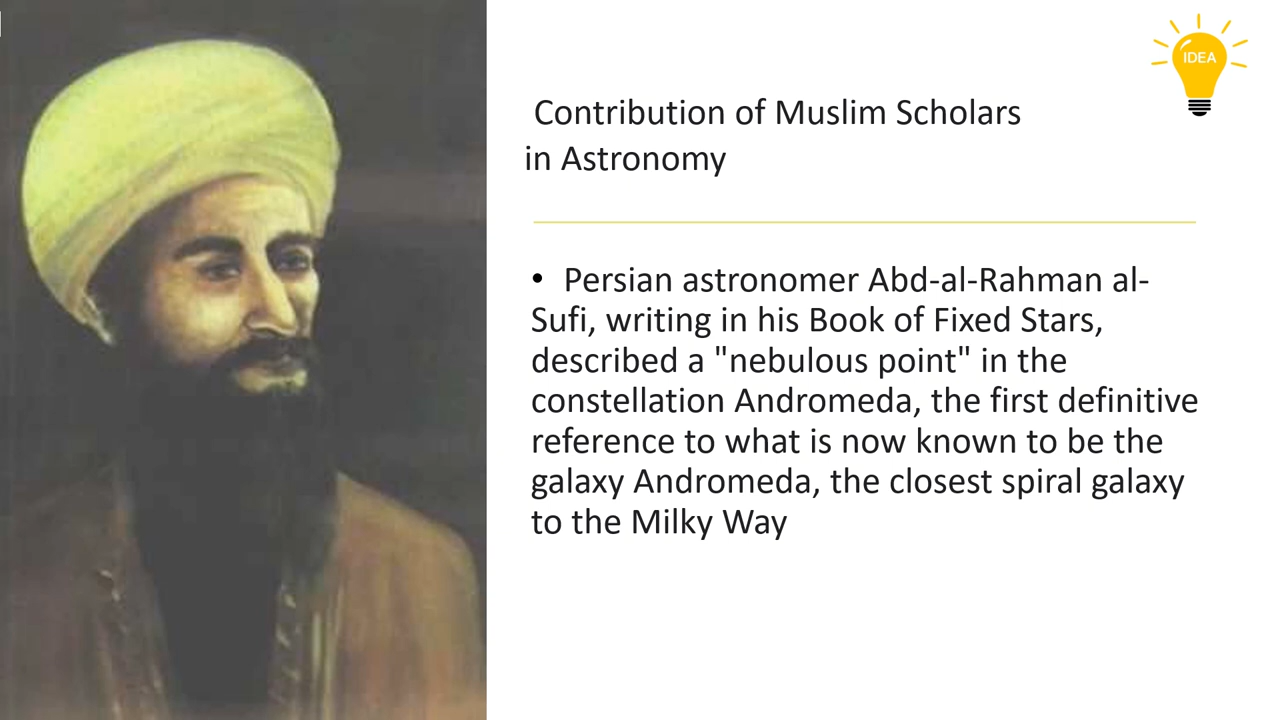 IDEA
Contribution of Muslim Scholars
in Astronomy
• Persian astronomer Abd-al-Rahman al-
Sufi, writing in his Book of Fixed Stars,
described a "nebulous point" in the
constellation Andromeda, the first definitive
reference to what is now known to be the
galaxy Andromeda, the closest spiral galaxy
to the Milky Way